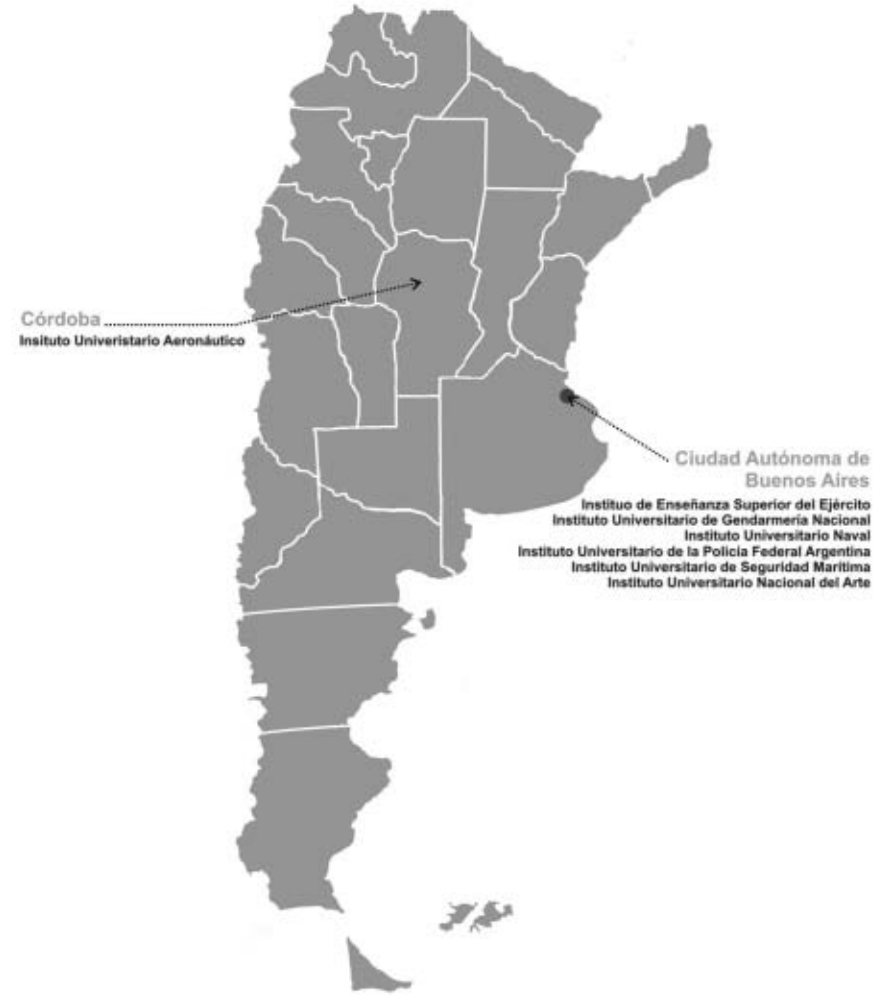 Córdoba
Insituto Univeristario Aeronáutico
Ciudad Autónoma de
Buenos Aires
Instituo de Enseñanza Superior del Ejército
Instituto Universitario de Gendarmería Nacional
Instituto Universitario Naval
Instituto Universitario de la Policía Federal Argentina
Instituto Universitario de Seguridad Marítima
Instituto Universitario Nacional del Arte